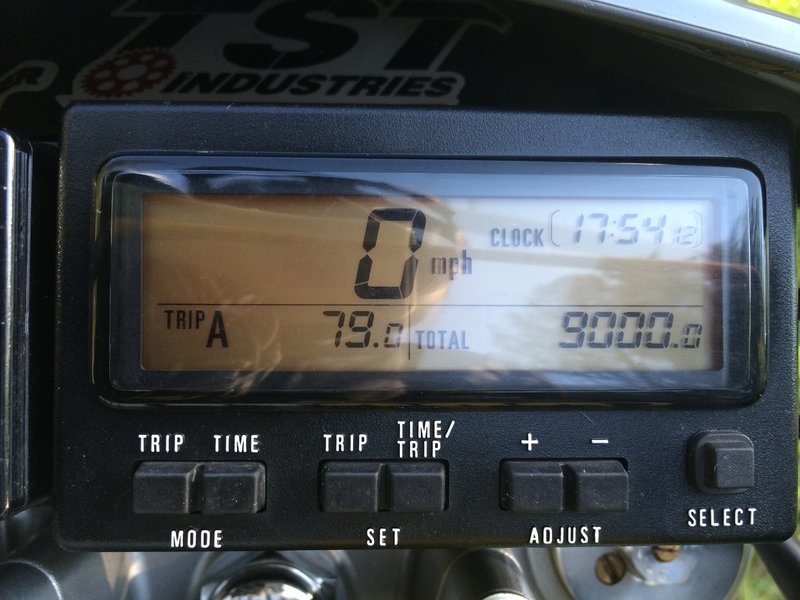 TST
INDUSTRIES
0 mph
CLOCK 17:54 12
TRIP A 79.0 TOTAL 9000.0
TRIP TIME TRIP TIME/TRIP + −
MODE SET ADJUST SELECT